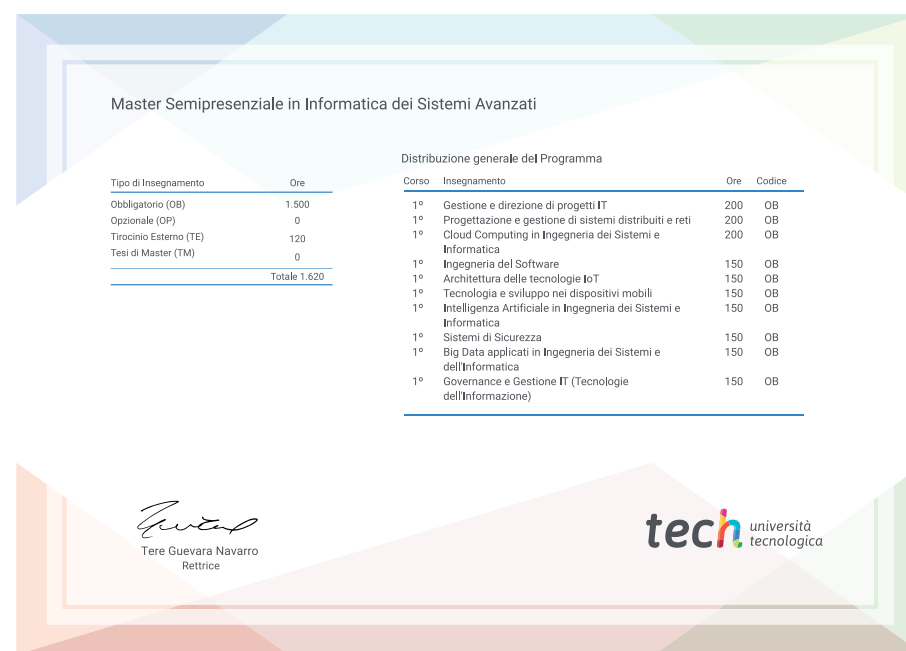 Master Semipresenziale in Informatica dei Sistemi Avanzati
Tipo di Insegnamento Ore
Obbligatorio (OB) 1.500
Opzionale (OP) 0
Tirocinio Esterno (TE) 120
Tesi di Master (TM) 0
Totale 1.620
Distribuzione generale del Programma
Corso Insegnamento Ore Codice
1º Gestione e direzione di progetti IT 200 OB
1º Progettazione e gestione di sistemi distribuiti e reti 200 OB
1º Cloud Computing in Ingegneria dei Sistemi e 200 OB
Informatica
1º Ingegneria del Software 150 OB
1º Architettura delle tecnologie IoT 150 OB
1º Tecnologia e sviluppo nei dispositivi mobili 150 OB
1º Intelligenza Artificiale in Ingegneria dei Sistemi e 150 OB
Informatica
1º Sistemi di Sicurezza 150 OB
1º Big Data applicati in Ingegneria dei Sistemi e 150 OB
dell'Informatica
1º Governance e Gestione IT (Tecnologie 150 OB
dell'Informazione)
Tere Guevara Navarro
Rettrice
tech università
tecnologica